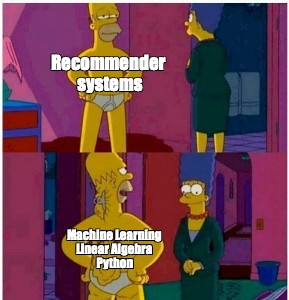 Recommender
systems
Machine Learning
Linear Algebra
Python